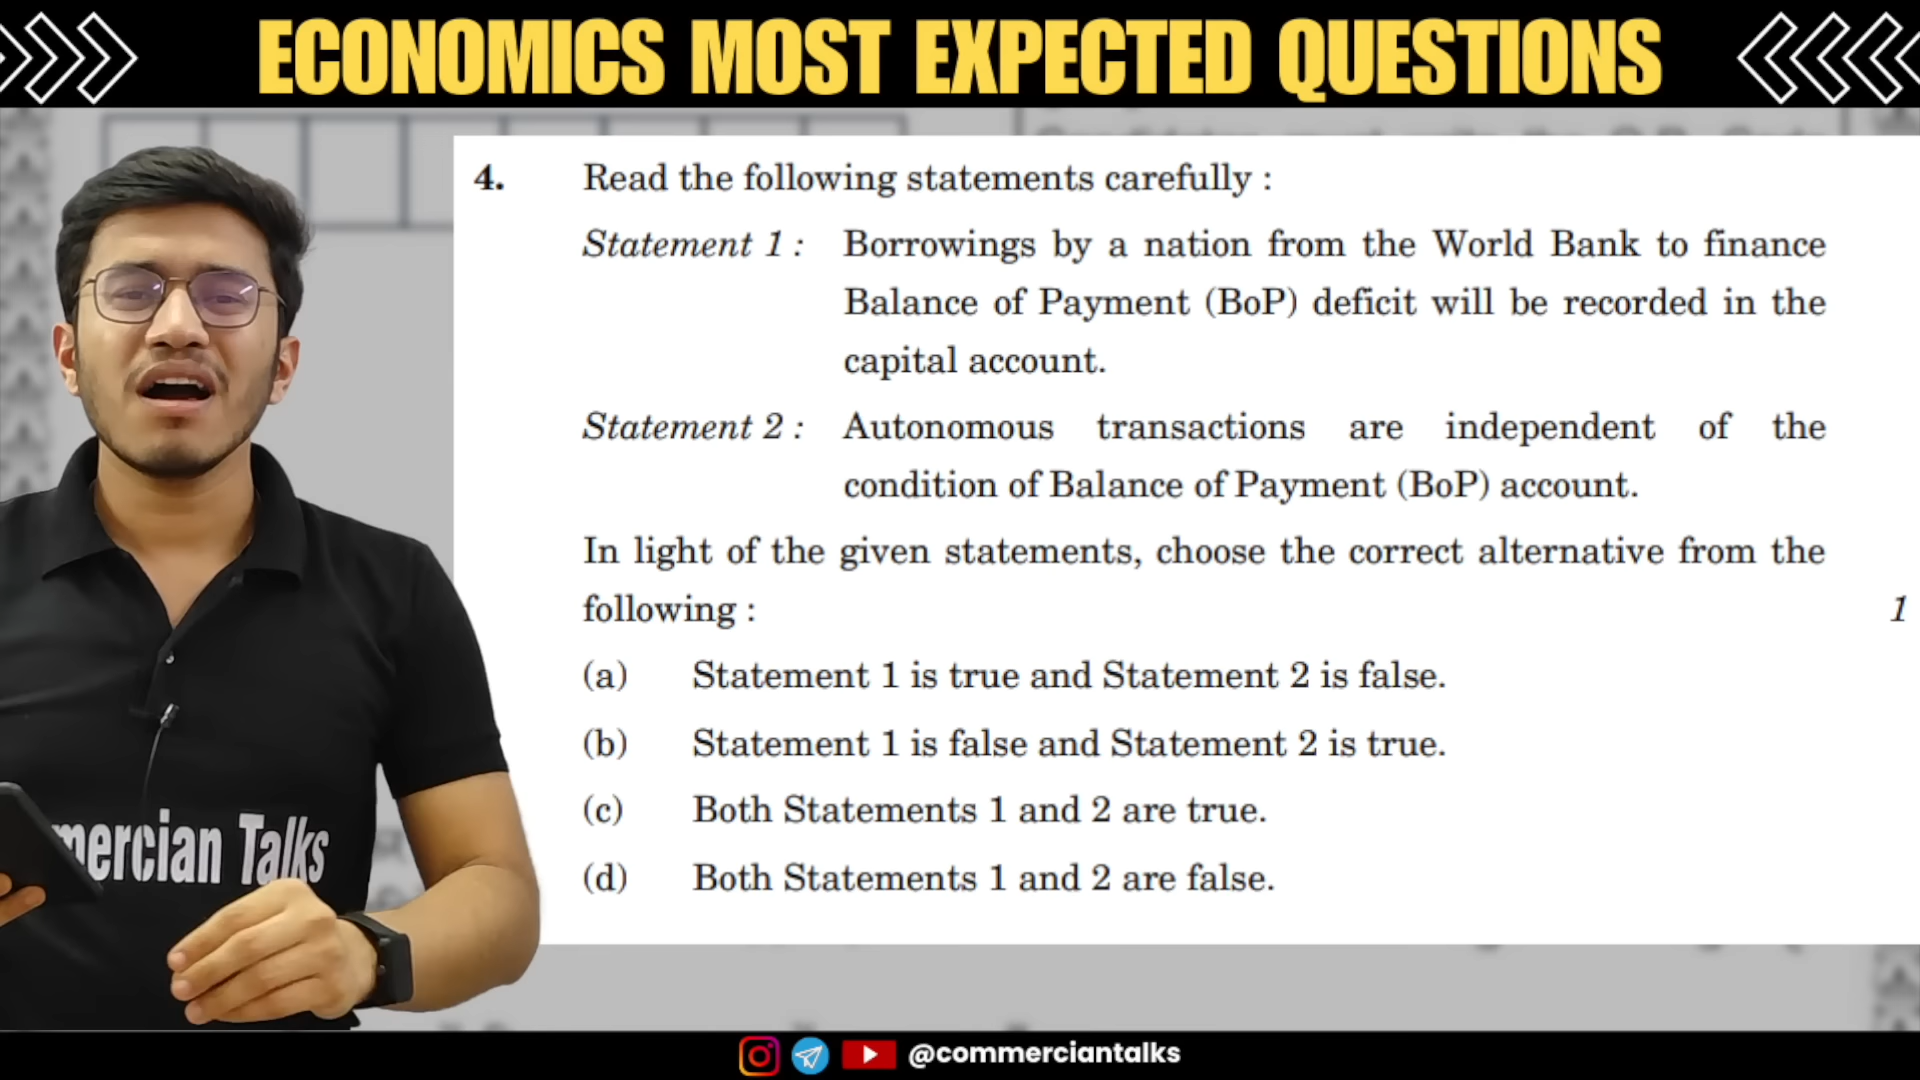 ECONOMICS MOST EXPECTED QUESTIONS
4. Read the following statements carefully :
Statement 1 : Borrowings by a nation from the World Bank to finance
Balance of Payment (BoP) deficit will be recorded in the
capital account.
Statement 2 : Autonomous transactions are independent of the
condition of Balance of Payment (BoP) account.
In light of the given statements, choose the correct alternative from the
following : 1
(a) Statement 1 is true and Statement 2 is false.
(b) Statement 1 is false and Statement 2 is true.
(c) Both Statements 1 and 2 are true.
(d) Both Statements 1 and 2 are false.
mercian Talks
@commerciantalks